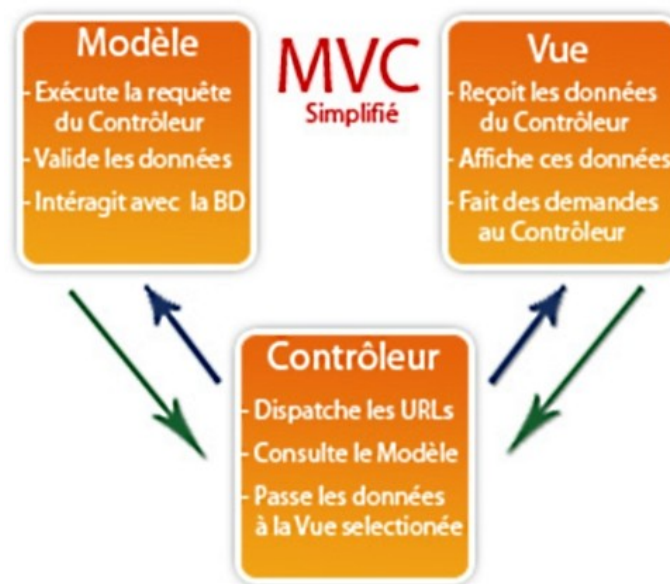 Modèle
- Exécute la requête
du Contrôleur
- Valide les données
- Intéragit avec la BD
MVC
Simplifié
Vue
- Reçoit les données
du Contrôleur
- Affiche ces données
- Fait des demandes
au Contrôleur
Contrôleur
- Dispatche les URLs
- Consulte le Modèle
- Passe les données
à la Vue selectionée